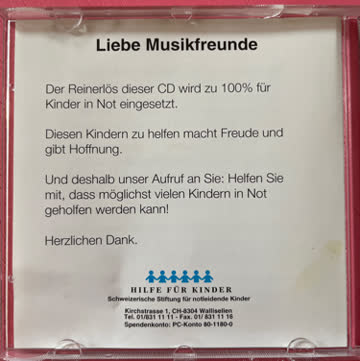 Liebe Musikfreunde
Der Reinerlös dieser CD wird zu 100% für
Kinder in Not eingesetzt.
Diesen Kindern zu helfen macht Freude und
gibt Hoffnung.
Und deshalb unser Aufruf an Sie: Helfen Sie
mit, dass möglichst vielen Kindern in Not
geholfen werden kann!
Herzlichen Dank.
HILFE FÜR KINDER
Schweizerische Stiftung für notleidende Kinder
Kirchstrasse 1, CH-8304 Wallisellen
Tel. 01/831 11 11 - Fax. 01/ 831 11 16
Spendenkonto: PC-Konto 80-1180-0